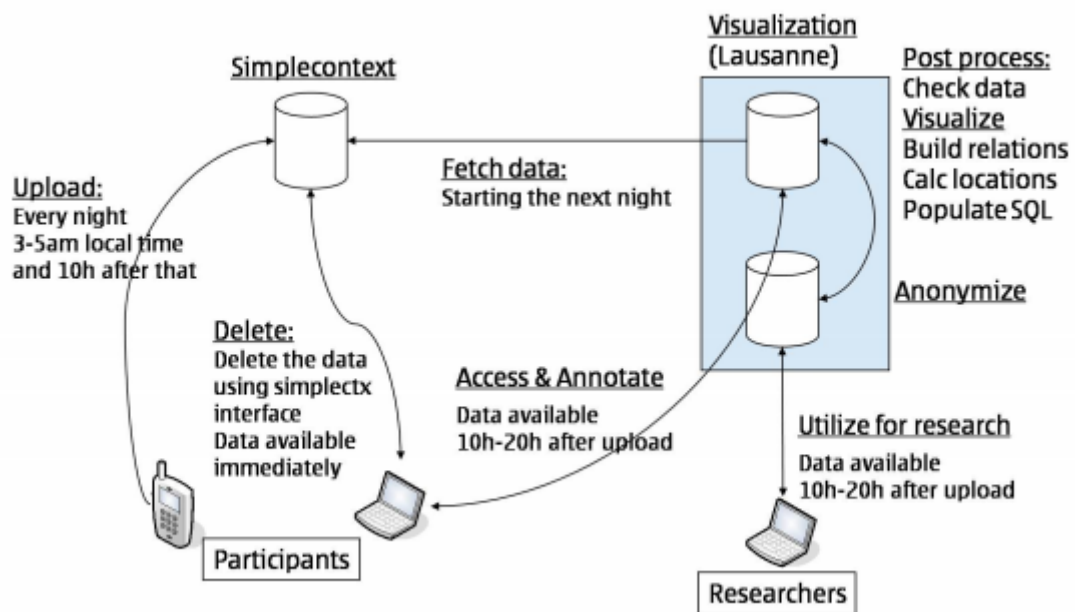 Simplecontext
Visualization
(Lausanne)
Post process:
Check data
Visualize
Build relations
Calc locations
Populate SQL
Upload:
Every night
3-5am local time
and 10h after that
Fetch data:
Starting the next night
Anonymize
Delete:
Delete the data
using simplectx
interface
Data available
immediately
Access & Annotate
Data available
10h-20h after upload
Utilize for research
Data available
10h-20h after upload
Participants
Researchers